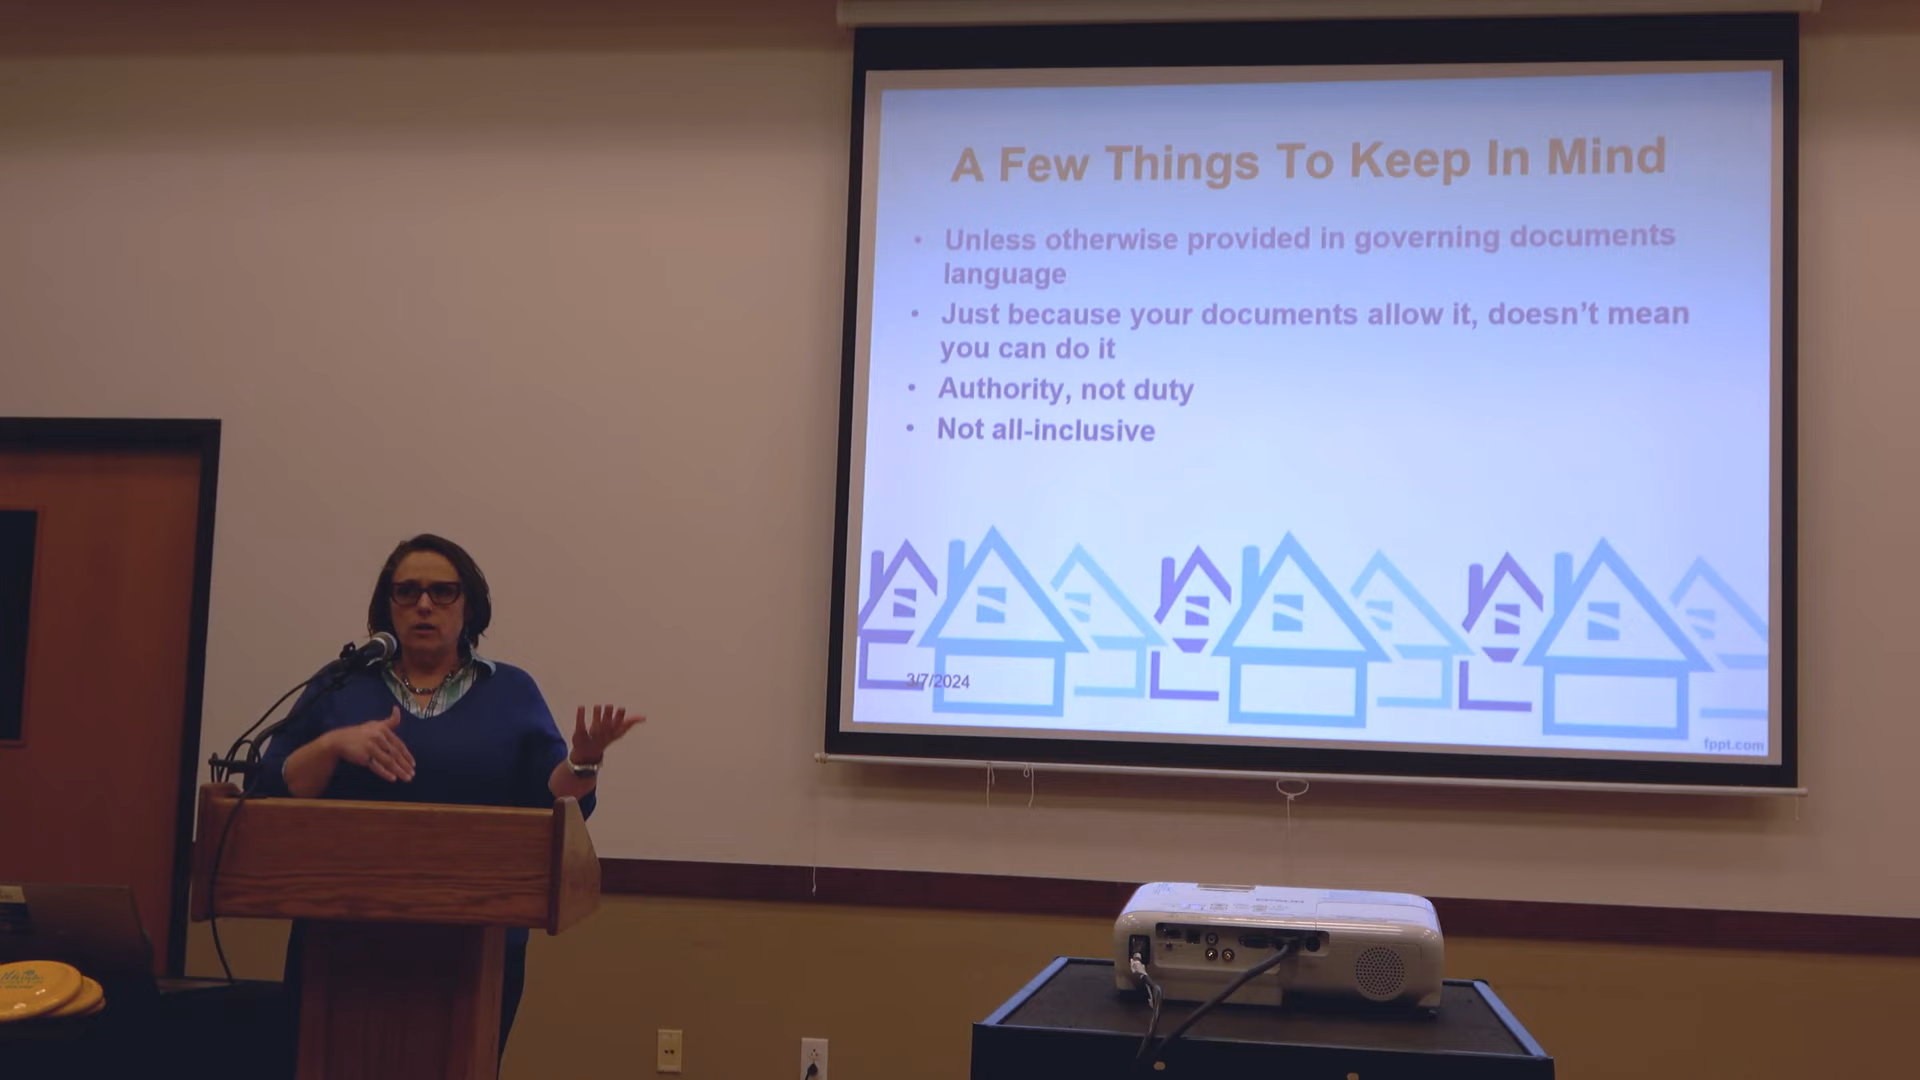 A Few Things To Keep In Mind
• Unless otherwise provided in governing documents
language
• Just because your documents allow it, doesn't mean
you can do it
• Authority, not duty
• Not all-inclusive
3/7/2024
fppt.com